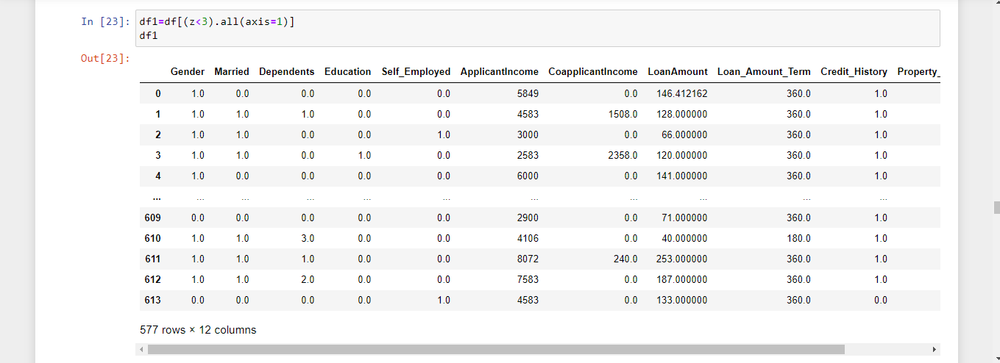 In [23]: df1=df[(z<3).all(axis=1)]
df1
Out[23]:
Gender Married Dependents Education Self_Employed ApplicantIncome CoapplicantIncome LoanAmount Loan_Amount_Term Credit_History Property_
0 1.0 0.0 0.0 0.0 0.0 5849 0.0 146.412162 360.0 1.0
1 1.0 1.0 1.0 0.0 0.0 4583 1508.0 128.000000 360.0 1.0
2 1.0 1.0 0.0 0.0 1.0 3000 0.0 66.000000 360.0 1.0
3 1.0 1.0 0.0 1.0 0.0 2583 2358.0 120.000000 360.0 1.0
4 1.0 0.0 0.0 0.0 0.0 6000 0.0 141.000000 360.0 1.0
... ... ... ... ... ... ... ... ... ... ...
609 0.0 0.0 0.0 0.0 0.0 2900 0.0 71.000000 360.0 1.0
610 1.0 1.0 3.0 0.0 0.0 4106 0.0 40.000000 180.0 1.0
611 1.0 1.0 1.0 0.0 0.0 8072 240.0 253.000000 360.0 1.0
612 1.0 1.0 2.0 0.0 0.0 7583 0.0 187.000000 360.0 1.0
613 0.0 0.0 0.0 0.0 1.0 4583 0.0 133.000000 360.0 0.0
577 rows × 12 columns